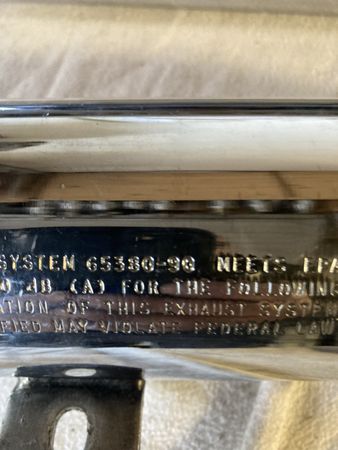 SYSTEM 65380-90 MEETS EPA
0 dB (A) FOR THE FOLLOWING
ATION OF THIS EXHAUST SYSTEM
FIED MAY VIOLATE FEDERAL LAW